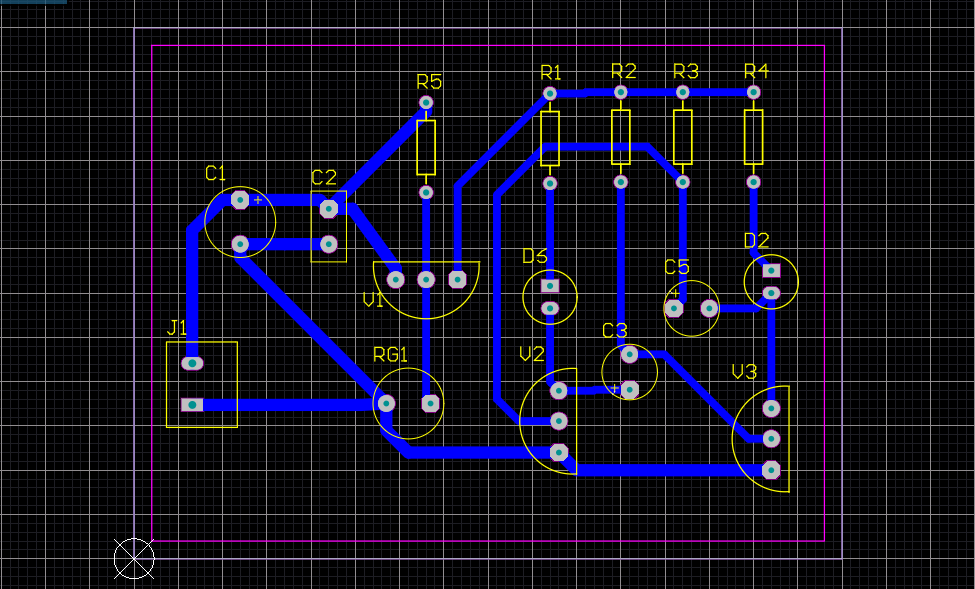 R1
R2
R3
R4
R5
C1
C2
D2
D6
C5
V1
J1
C3
RG1
V2
V3
+
+
+